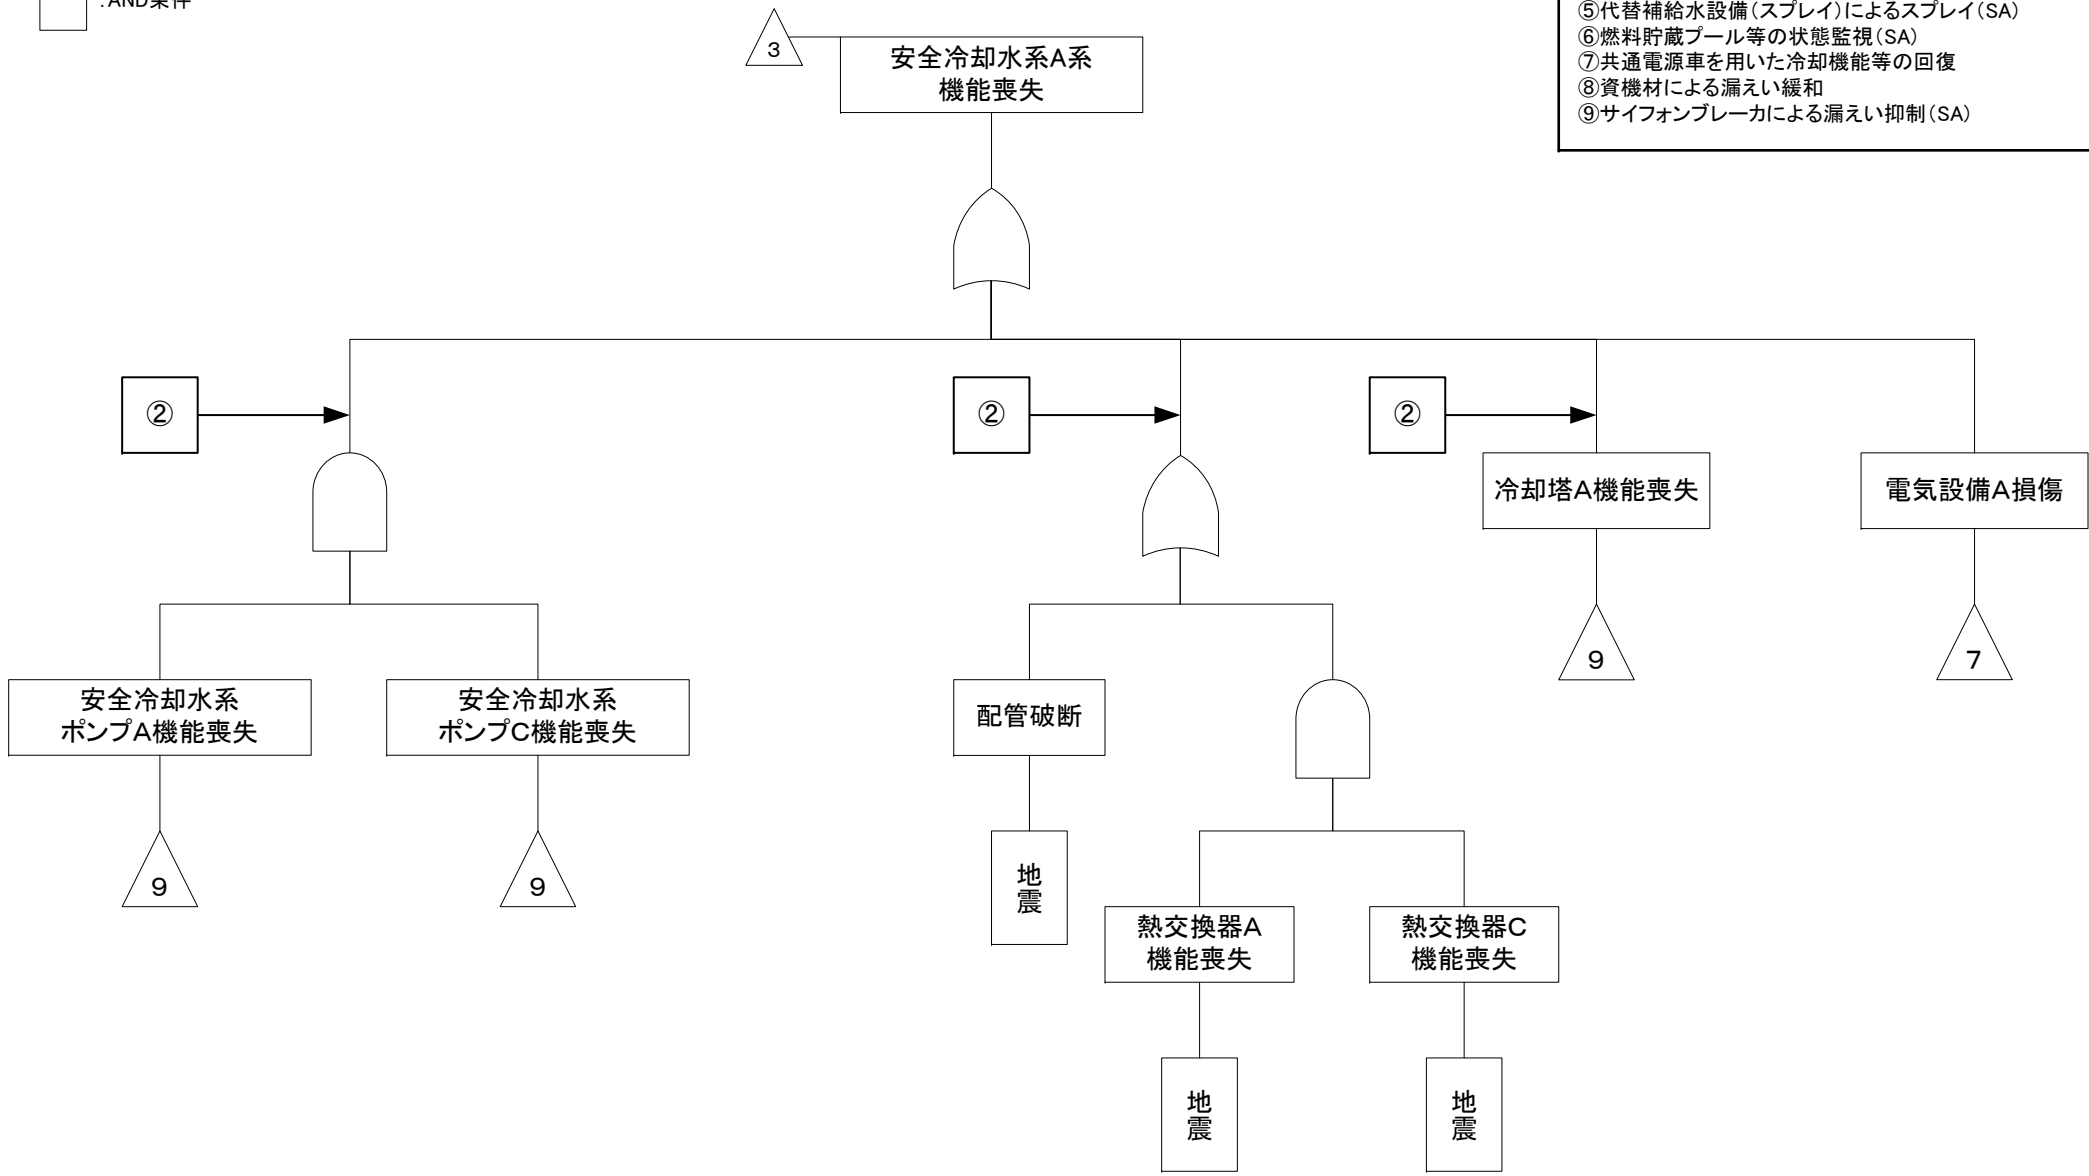 :AND条件
⑤代替補給水設備(スプレイ)によるスプレイ(SA)
⑥燃料貯蔵プール等の状態監視(SA)
⑦共通電源車を用いた冷却機能等の回復
⑧資機材による漏えい緩和
⑨サイフォンブレーカによる漏えい抑制(SA)
3
安全冷却水系A系
機能喪失
②
②
②
冷却塔A機能喪失
電気設備A損傷
9
7
安全冷却水系
ポンプA機能喪失
安全冷却水系
ポンプC機能喪失
配管破断
9
9
地震
熱交換器A
機能喪失
熱交換器C
機能喪失
地震
地震